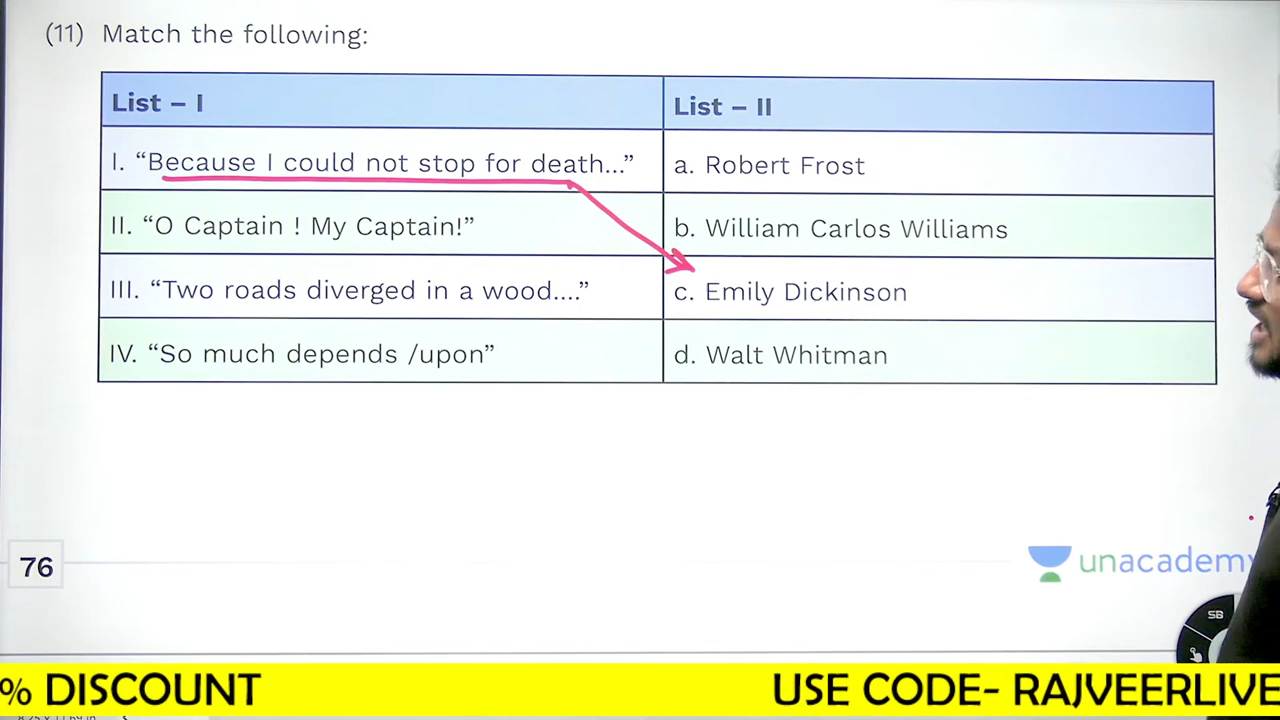 (11) Match the following:
List – I
List – II
I. “Because I could not stop for death...”
a. Robert Frost
II. “O Captain ! My Captain!”
b. William Carlos Williams
III. “Two roads diverged in a wood....”
c. Emily Dickinson
IV. “So much depends /upon”
d. Walt Whitman
76
unacademy
SB
% DISCOUNT
USE CODE- RAJVEERLIVE